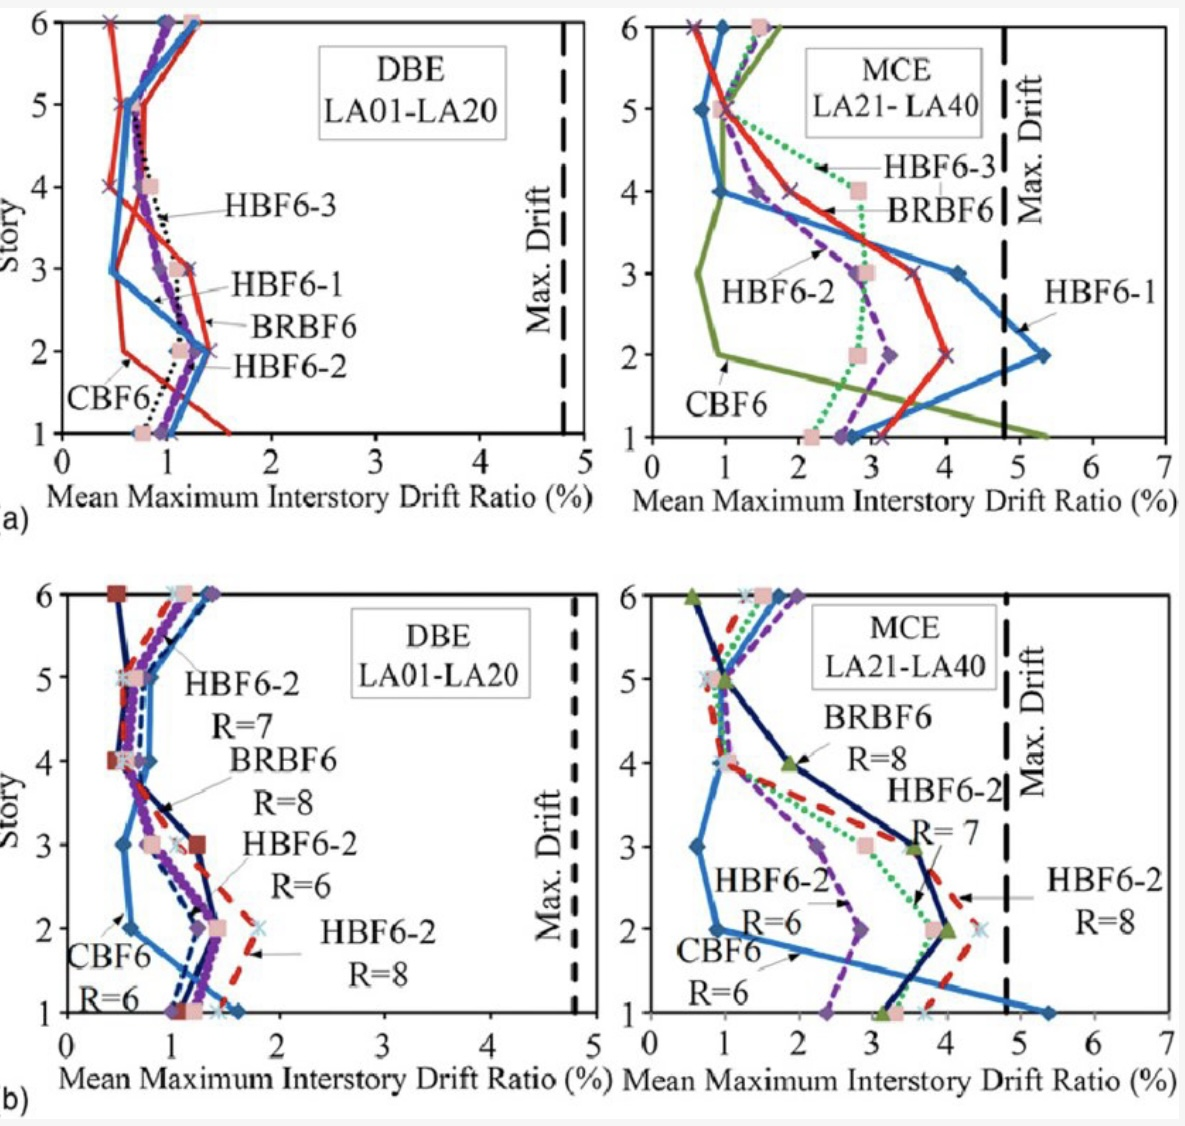 6
5
4
3
2
1
Story
DBE
LA01-LA20
HBF6-3
HBF6-1
BRBF6
HBF6-2
CBF6
Max. Drift
0 1 2 3 4 5
Mean Maximum Interstory Drift Ratio (%)
6
5
4
3
2
1
MCE
LA21- LA40
HBF6-3
BRBF6
HBF6-2
HBF6-1
CBF6
Max. Drift
0 1 2 3 4 5 6 7
Mean Maximum Interstory Drift Ratio (%)
a)
6
5
4
3
2
1
Story
DBE
LA01-LA20
HBF6-2
R=7
BRBF6
R=8
HBF6-2
R=6
HBF6-2
R=8
CBF6
R=6
Max. Drift
0 1 2 3 4 5
Mean Maximum Interstory Drift Ratio (%)
6
5
4
3
2
1
MCE
LA21-LA40
BRBF6
R=8
HBF6-2
R= 7
HBF6-2
R=6
HBF6-2
R=8
CBF6
R=6
Max. Drift
0 1 2 3 4 5 6 7
Mean Maximum Interstory Drift Ratio (%)
(b)